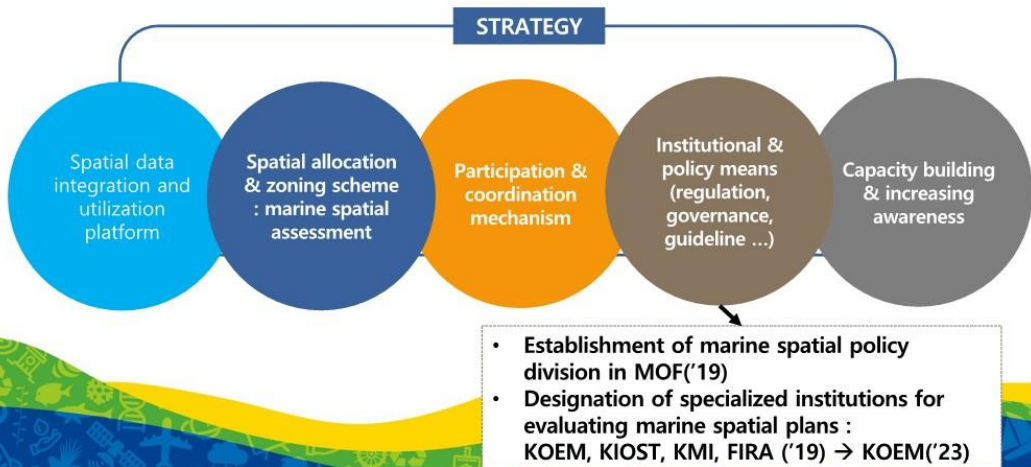 STRATEGY
Spatial data
integration and
utilization
platform
Spatial allocation
& zoning scheme
: marine spatial
assessment
Participation &
coordination
mechanism
Institutional &
policy means
(regulation,
governance,
guideline ...)
Capacity building
& increasing
awareness
• Establishment of marine spatial policy
division in MOF('19)
• Designation of specialized institutions for
evaluating marine spatial plans :
KOEM, KIOST, KMI, FIRA ('19) → KOEM('23)